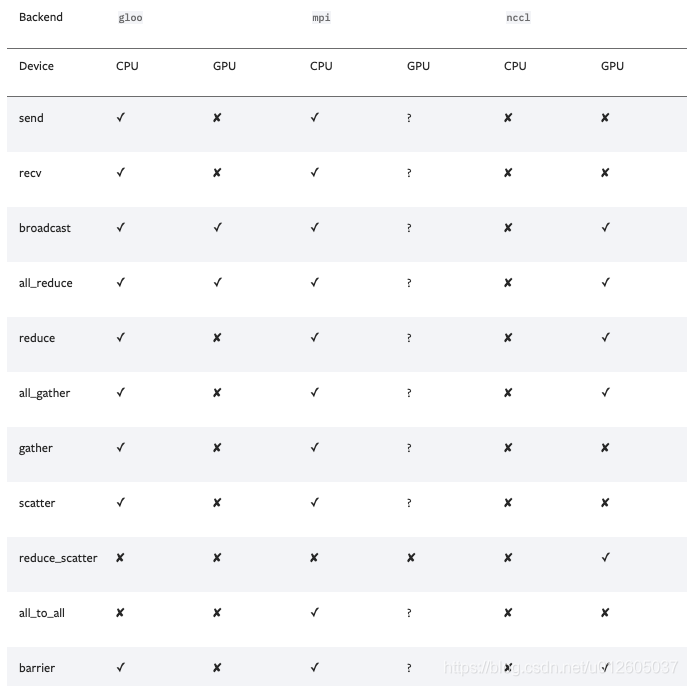 Backend gloo mpi nccl
Device CPU GPU CPU GPU CPU GPU
send ✓ ✘ ✓ ? ✘ ✘
recv ✓ ✘ ✓ ? ✘ ✘
broadcast ✓ ✓ ✓ ? ✘ ✓
all_reduce ✓ ✓ ✓ ? ✘ ✓
reduce ✓ ✘ ✓ ? ✘ ✓
all_gather ✓ ✘ ✓ ? ✘ ✓
gather ✓ ✘ ✓ ? ✘ ✘
scatter ✓ ✘ ✓ ? ✘ ✘
reduce_scatter ✘ ✘ ✘ ✘ ✘ ✓
all_to_all ✘ ✘ ✓ ? ✘ ✘
barrier ✓ ✘ ✓ ? ✘ ✓
https://blog.csdn.net/u012605037